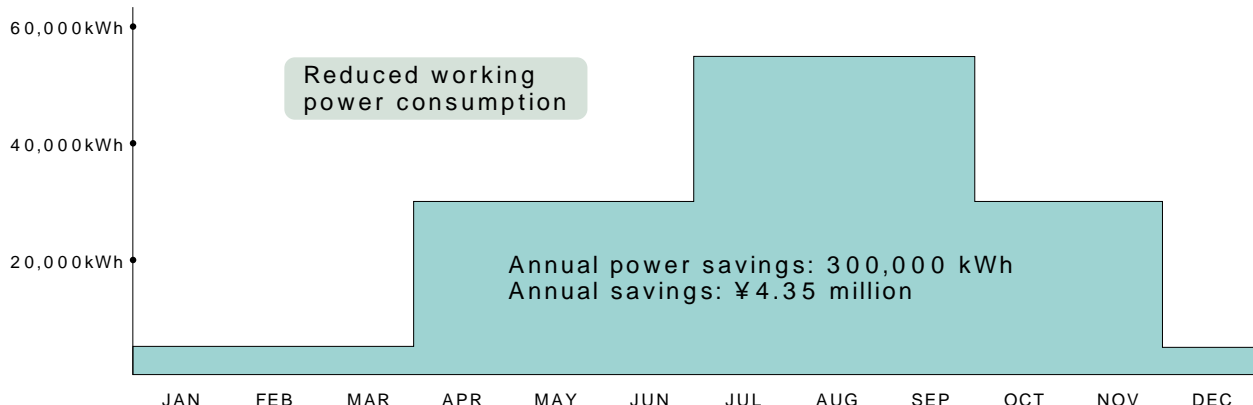 60,000kWh
Reduced working
power consumption
40,000kWh
20,000kWh
Annual power savings: 300,000 kWh
Annual savings: ¥4.35 million
JAN FEB MAR APR MAY JUN JUL AUG SEP OCT NOV DEC